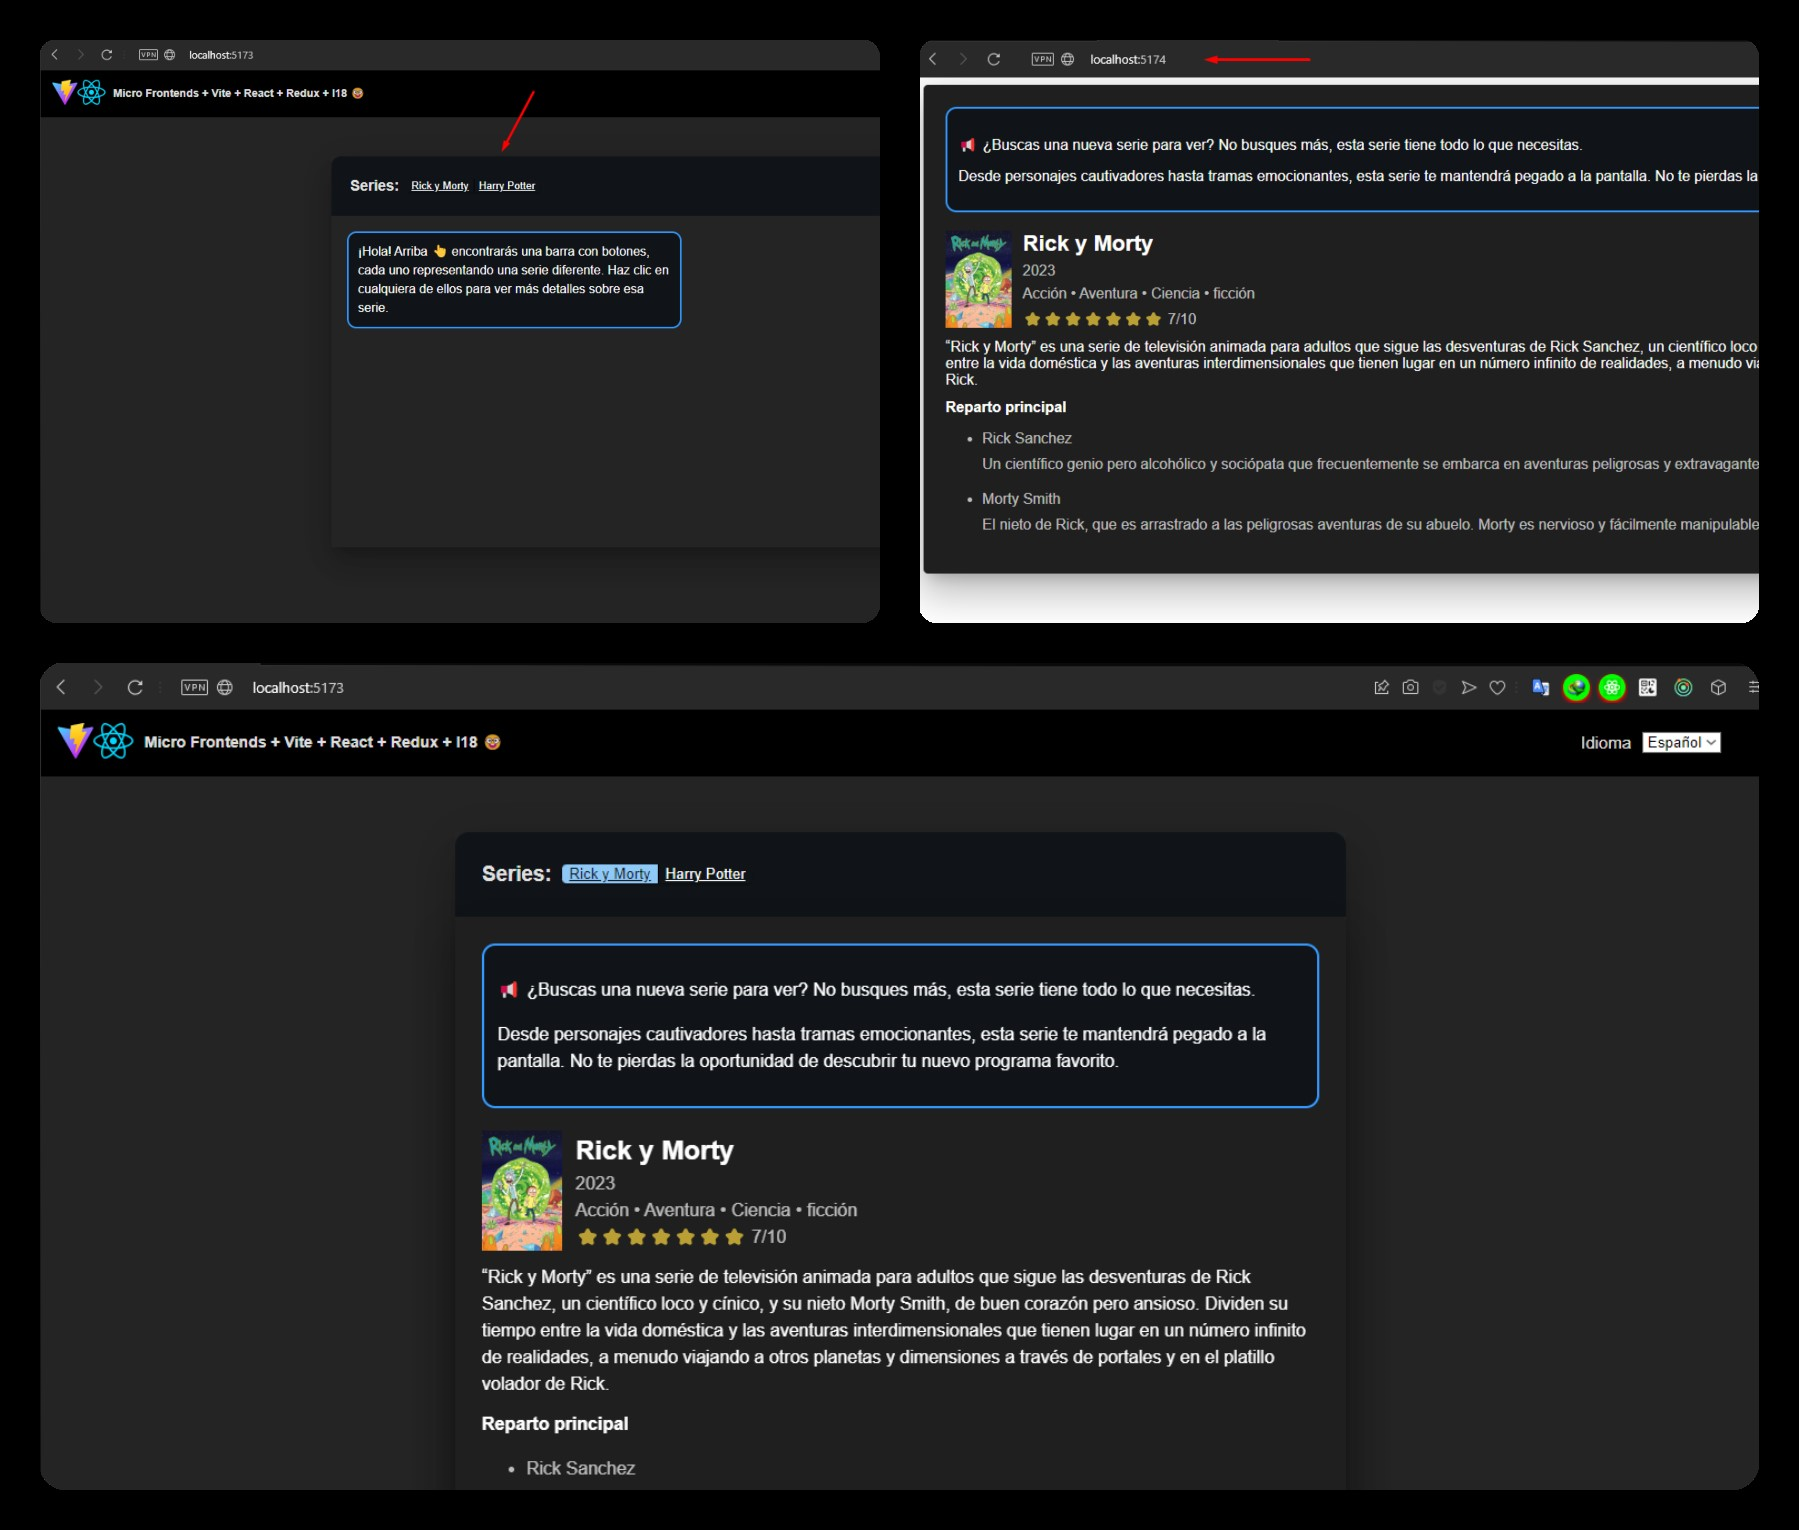 VPN localhost:5173
Micro Frontends + Vite + React + Redux + I18
Series: Rick y Morty Harry Potter
¡Hola! Arriba 👆 encontrarás una barra con botones,
cada uno representando una serie diferente. Haz clic en
cualquiera de ellos para ver más detalles sobre esa
serie.
VPN localhost:5174
📢 ¿Buscas una nueva serie para ver? No busques más, esta serie tiene todo lo que necesitas.
Desde personajes cautivadores hasta tramas emocionantes, esta serie te mantendrá pegado a la pantalla. No te pierdas la
Rick and Morty
Rick y Morty
2023
Acción • Aventura • Ciencia • ficción
7/10
“Rick y Morty” es una serie de televisión animada para adultos que sigue las desventuras de Rick Sanchez, un científico loco
entre la vida doméstica y las aventuras interdimensionales que tienen lugar en un número infinito de realidades, a menudo via
Rick.
Reparto principal
• Rick Sanchez
Un científico genio pero alcohólico y sociópata que frecuentemente se embarca en aventuras peligrosas y extravagante
• Morty Smith
El nieto de Rick, que es arrastrado a las peligrosas aventuras de su abuelo. Morty es nervioso y fácilmente manipulable
VPN localhost:5173
Micro Frontends + Vite + React + Redux + I18
Idioma Español
Series: Rick y Morty Harry Potter
📢 ¿Buscas una nueva serie para ver? No busques más, esta serie tiene todo lo que necesitas.
Desde personajes cautivadores hasta tramas emocionantes, esta serie te mantendrá pegado a la
pantalla. No te pierdas la oportunidad de descubrir tu nuevo programa favorito.
Rick and Morty
Rick y Morty
2023
Acción • Aventura • Ciencia • ficción
7/10
“Rick y Morty” es una serie de televisión animada para adultos que sigue las desventuras de Rick
Sanchez, un científico loco y cínico, y su nieto Morty Smith, de buen corazón pero ansioso. Dividen su
tiempo entre la vida doméstica y las aventuras interdimensionales que tienen lugar en un número infinito
de realidades, a menudo viajando a otros planetas y dimensiones a través de portales y en el platillo
volador de Rick.
Reparto principal
• Rick Sanchez